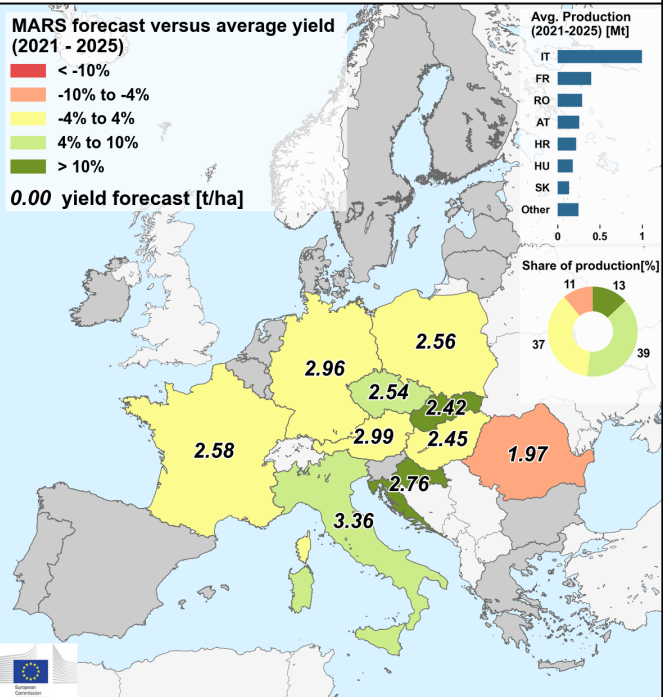 MARS forecast versus average yield
(2021 - 2025)
< -10%
-10% to -4%
-4% to 4%
4% to 10%
> 10%
0.00 yield forecast [t/ha]
Avg. Production
(2021-2025) [Mt]
IT
FR
RO
AT
HR
HU
SK
Other
0 0.5 1
Share of production[%]
11 13
37 39
2.56
2.96
2.54
2.42
2.99 2.45
2.58
1.97
2.76
3.36
European
Commission